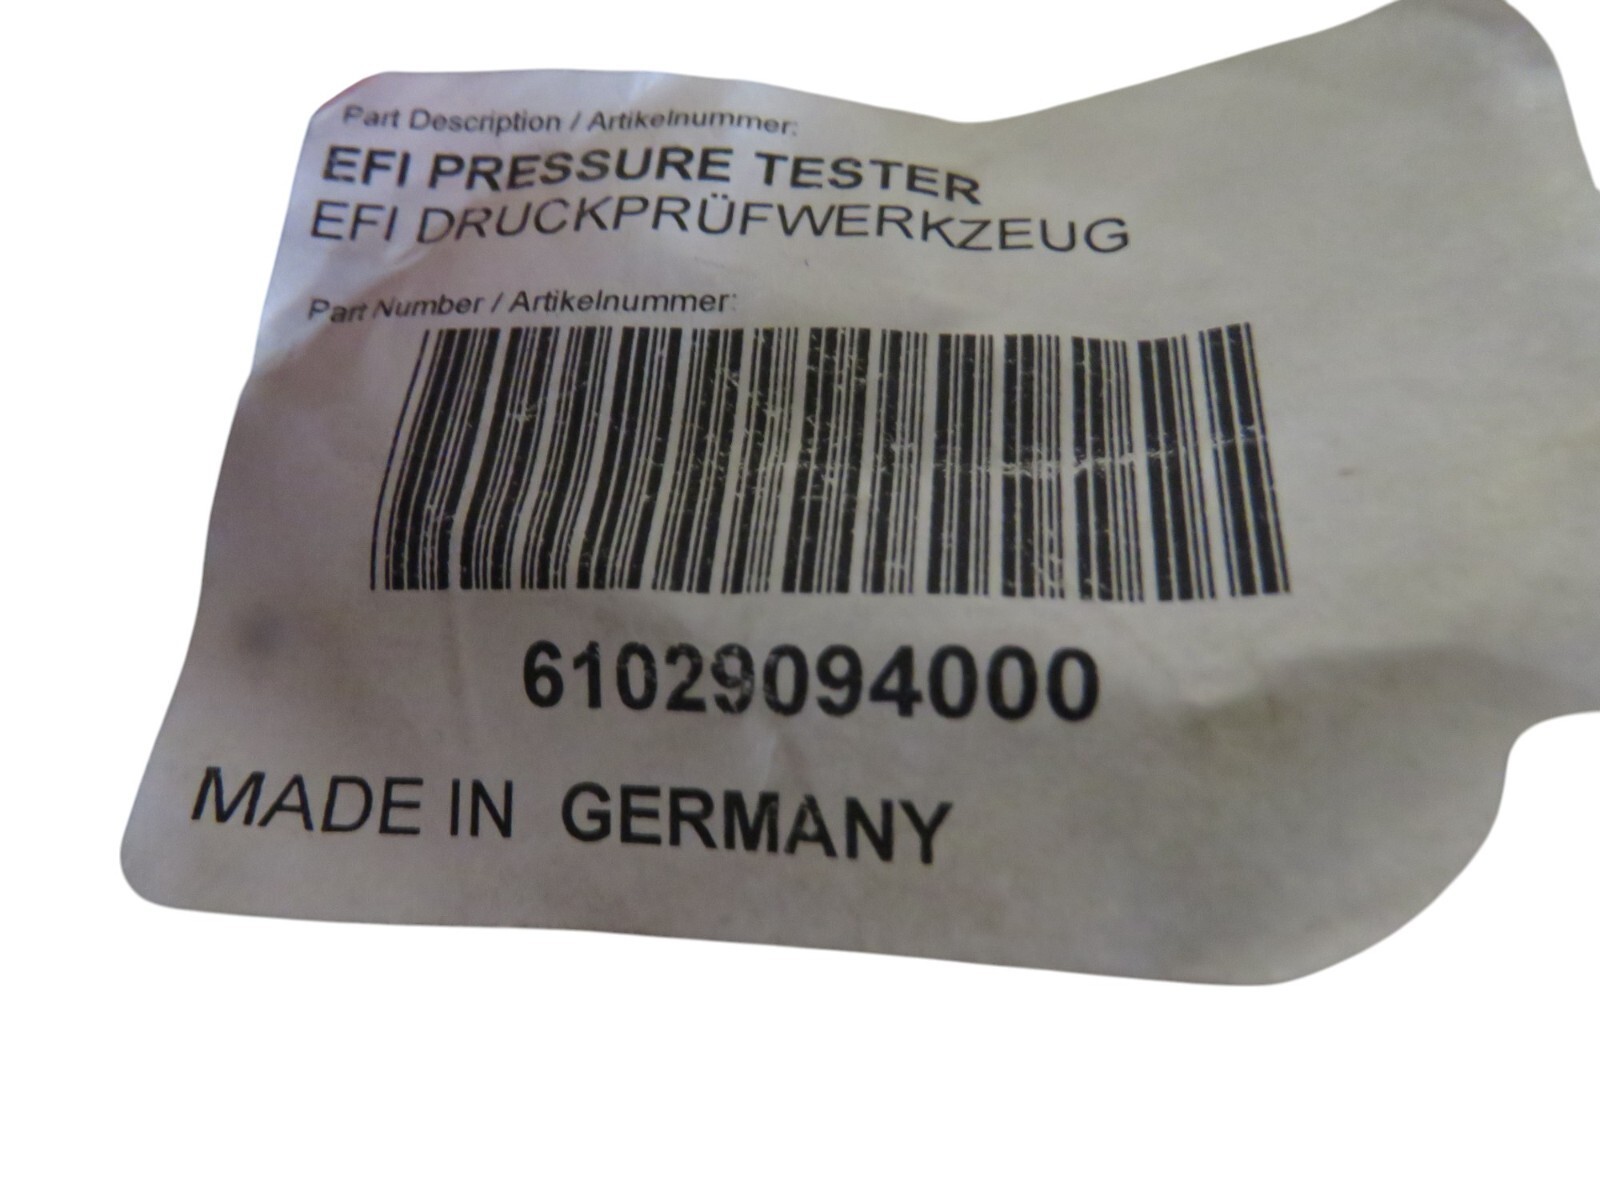 Part Description / Artikelnummer:
EFI PRESSURE TESTER
EFI DRUCKPRÜFWERKZEUG
Part Number / Artikelnummer:
61029094000
MADE IN GERMANY